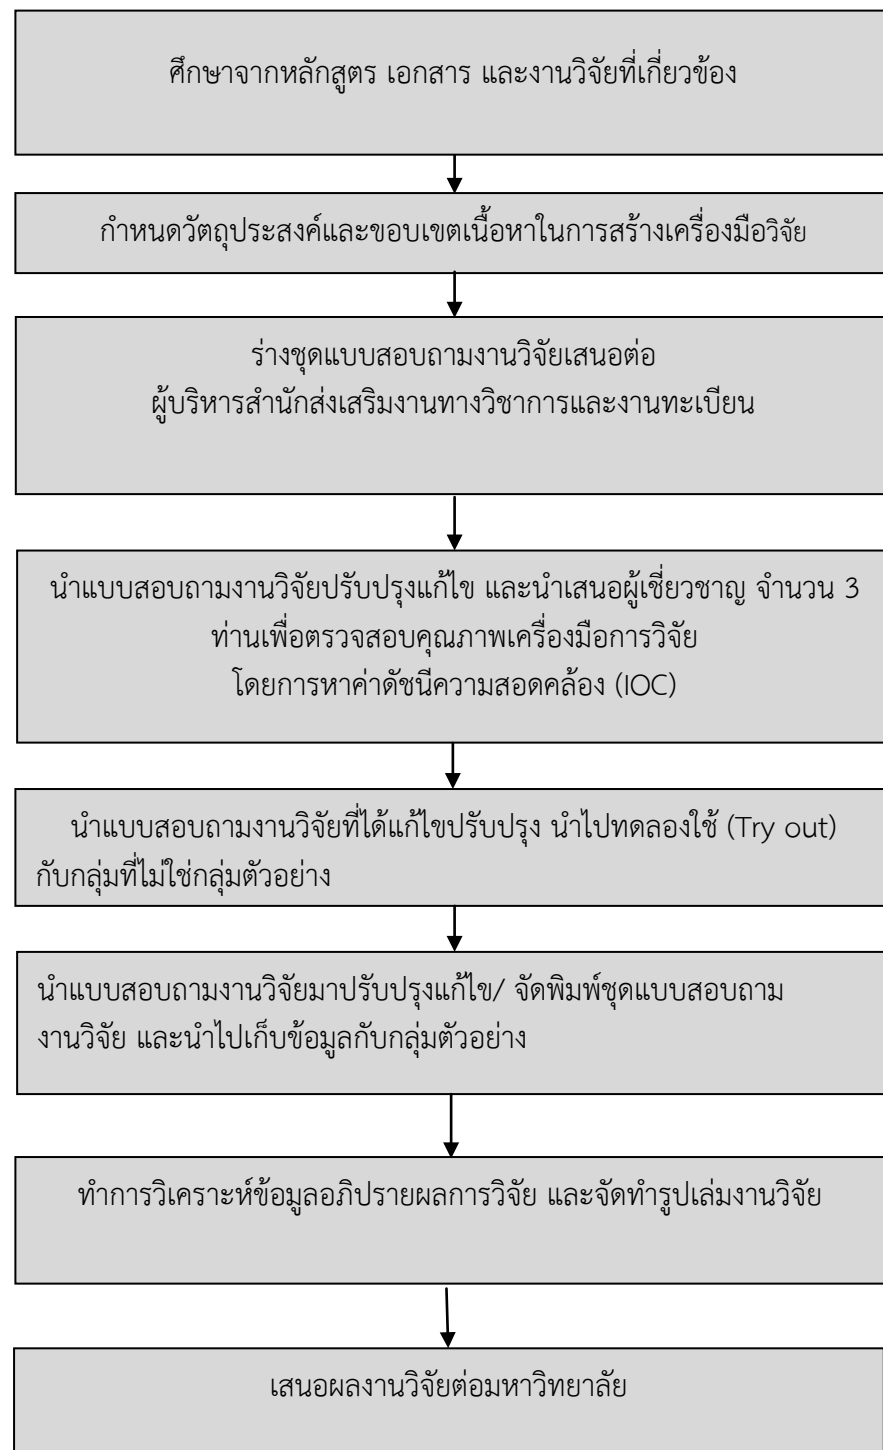 ศึกษาจากหลักสูตร เอกสาร และงานวิจัยที่เกี่ยวข้อง
กำหนดวัตถุประสงค์และขอบเขตเนื้อหาในการสร้างเครื่องมือวิจัย
ร่างชุดแบบสอบถามงานวิจัยเสนอต่อ
ผู้บริหารสำนักส่งเสริมงานทางวิชาการและงานทะเบียน
นำแบบสอบถามงานวิจัยปรับปรุงแก้ไข และนำเสนอผู้เชี่ยวชาญ จำนวน 3
ท่านเพื่อตรวจสอบคุณภาพเครื่องมือการวิจัย
โดยการหาค่าดัชนีความสอดคล้อง (IOC)
นำแบบสอบถามงานวิจัยที่ได้แก้ไขปรับปรุง นำไปทดลองใช้ (Try out)
กับกลุ่มที่ไม่ใช่กลุ่มตัวอย่าง
นำแบบสอบถามงานวิจัยมาปรับปรุงแก้ไข/ จัดพิมพ์ชุดแบบสอบถาม
งานวิจัย และนำไปเก็บข้อมูลกับกลุ่มตัวอย่าง
ทำการวิเคราะห์ข้อมูลอภิปรายผลการวิจัย และจัดทำรูปเล่มงานวิจัย
เสนอผลงานวิจัยต่อมหาวิทยาลัย